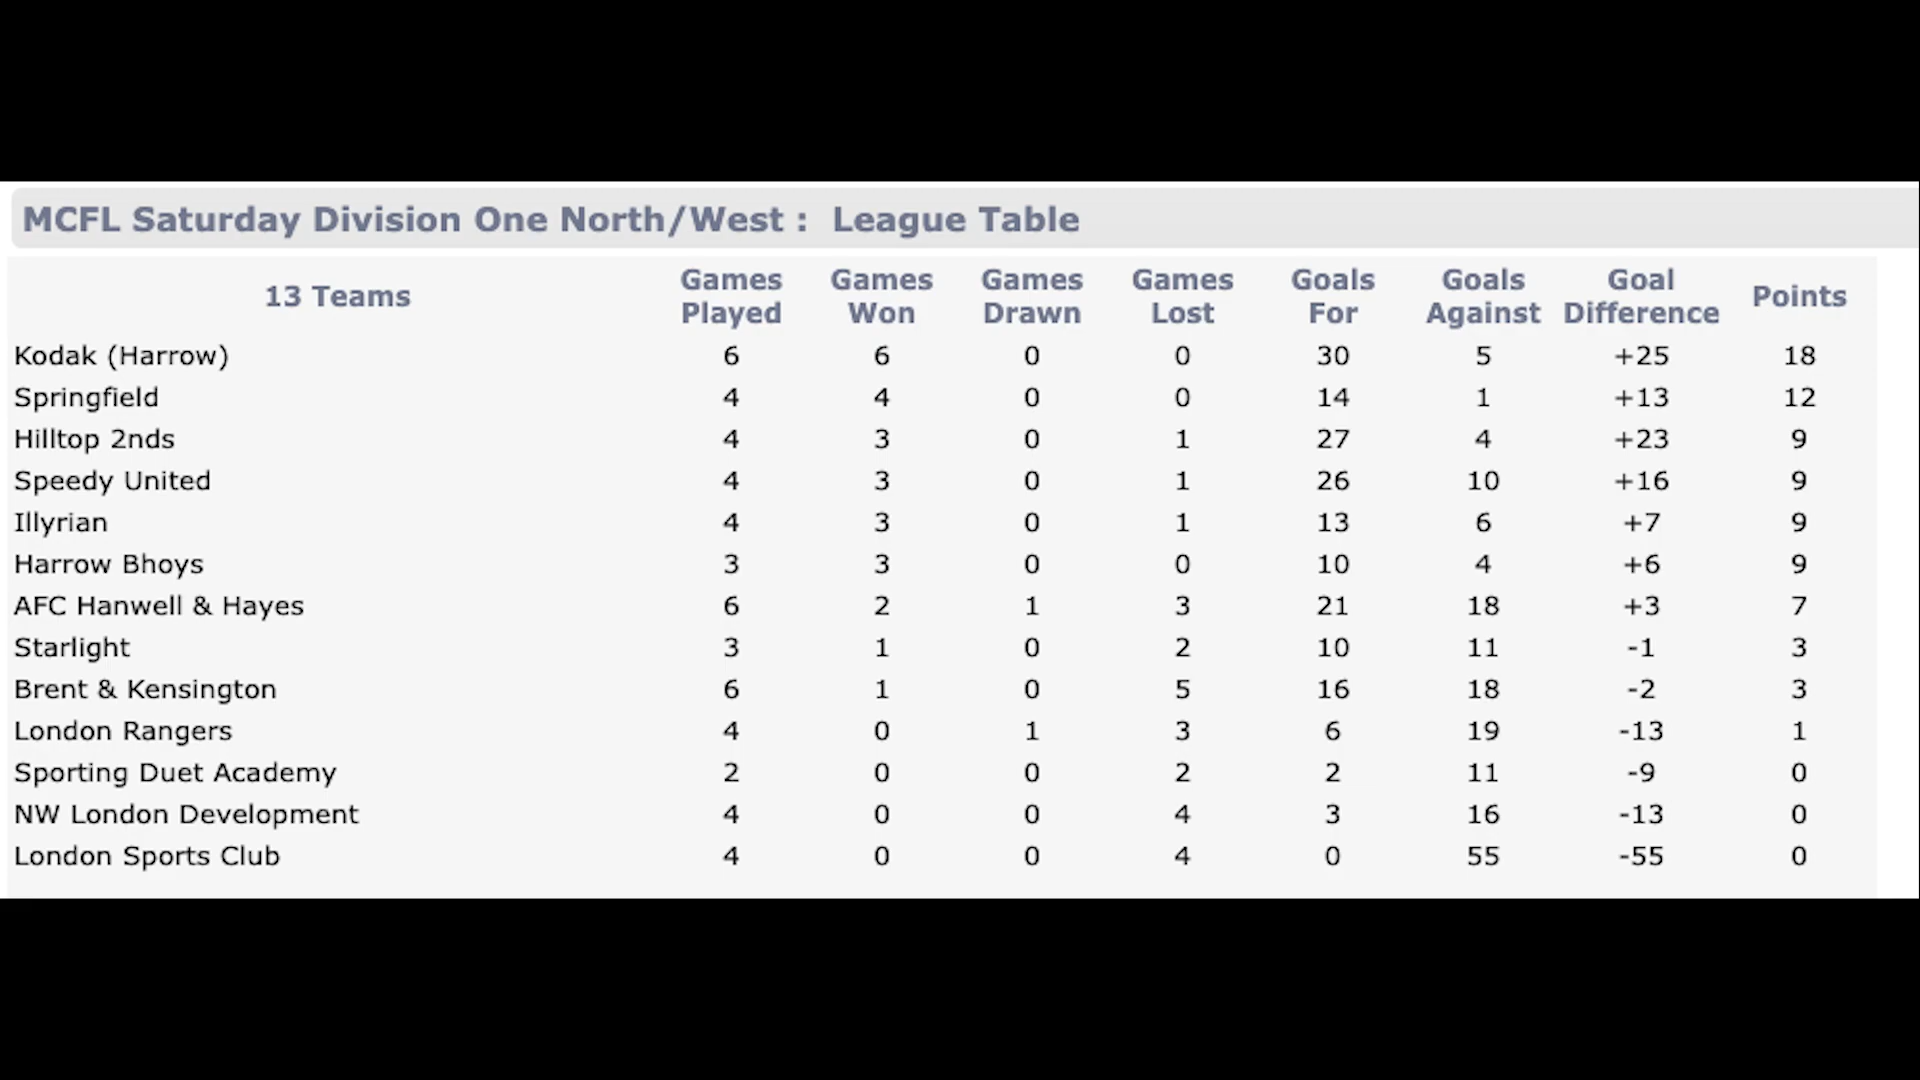 MCFL Saturday Division One North/West : League Table
13 Teams Games Played Games Won Games Drawn Games Lost Goals For Goals Against Goal Difference Points
Kodak (Harrow) 6 6 0 0 30 5 +25 18
Springfield 4 4 0 0 14 1 +13 12
Hilltop 2nds 4 3 0 1 27 4 +23 9
Speedy United 4 3 0 1 26 10 +16 9
Illyrian 4 3 0 1 13 6 +7 9
Harrow Bhoys 3 3 0 0 10 4 +6 9
AFC Hanwell & Hayes 6 2 1 3 21 18 +3 7
Starlight 3 1 0 2 10 11 -1 3
Brent & Kensington 6 1 0 5 16 18 -2 3
London Rangers 4 0 1 3 6 19 -13 1
Sporting Duet Academy 2 0 0 2 2 11 -9 0
NW London Development 4 0 0 4 3 16 -13 0
London Sports Club 4 0 0 4 0 55 -55 0